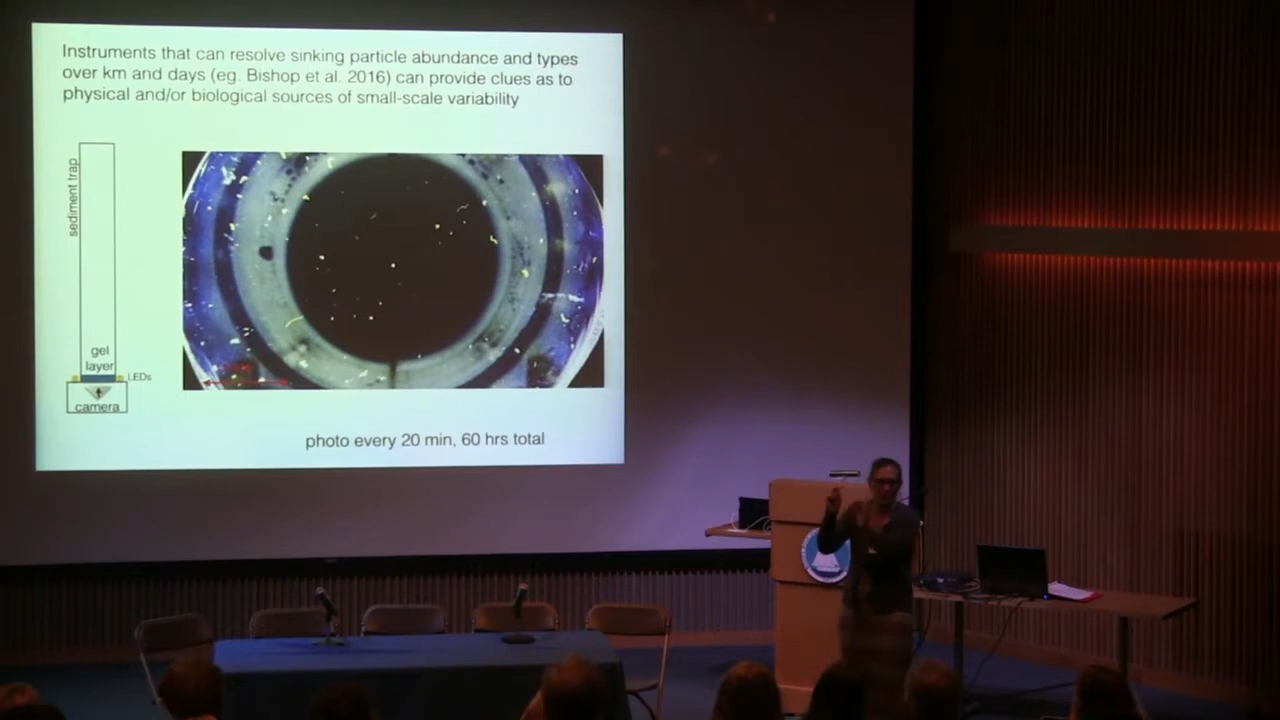 Instruments that can resolve sinking particle abundance and types
over km and days (eg. Bishop et al. 2016) can provide clues as to
physical and/or biological sources of small-scale variability
sediment trap
gel
layer
LEDs
camera
photo every 20 min, 60 hrs total